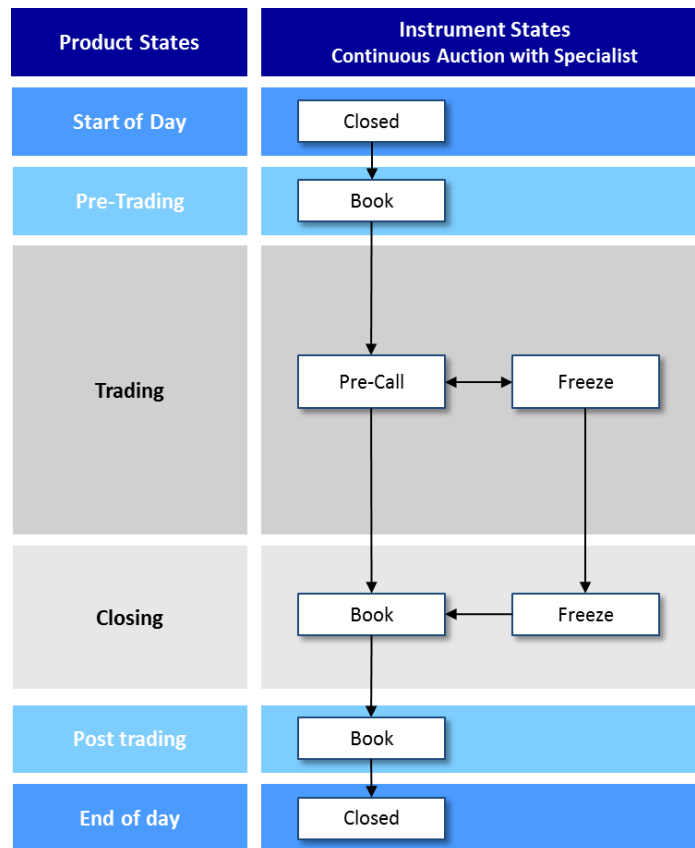 Product States
Instrument States
Continuous Auction with Specialist
Start of Day
Closed
Pre-Trading
Book
Trading
Pre-Call
Freeze
Closing
Book
Freeze
Post trading
Book
End of day
Closed